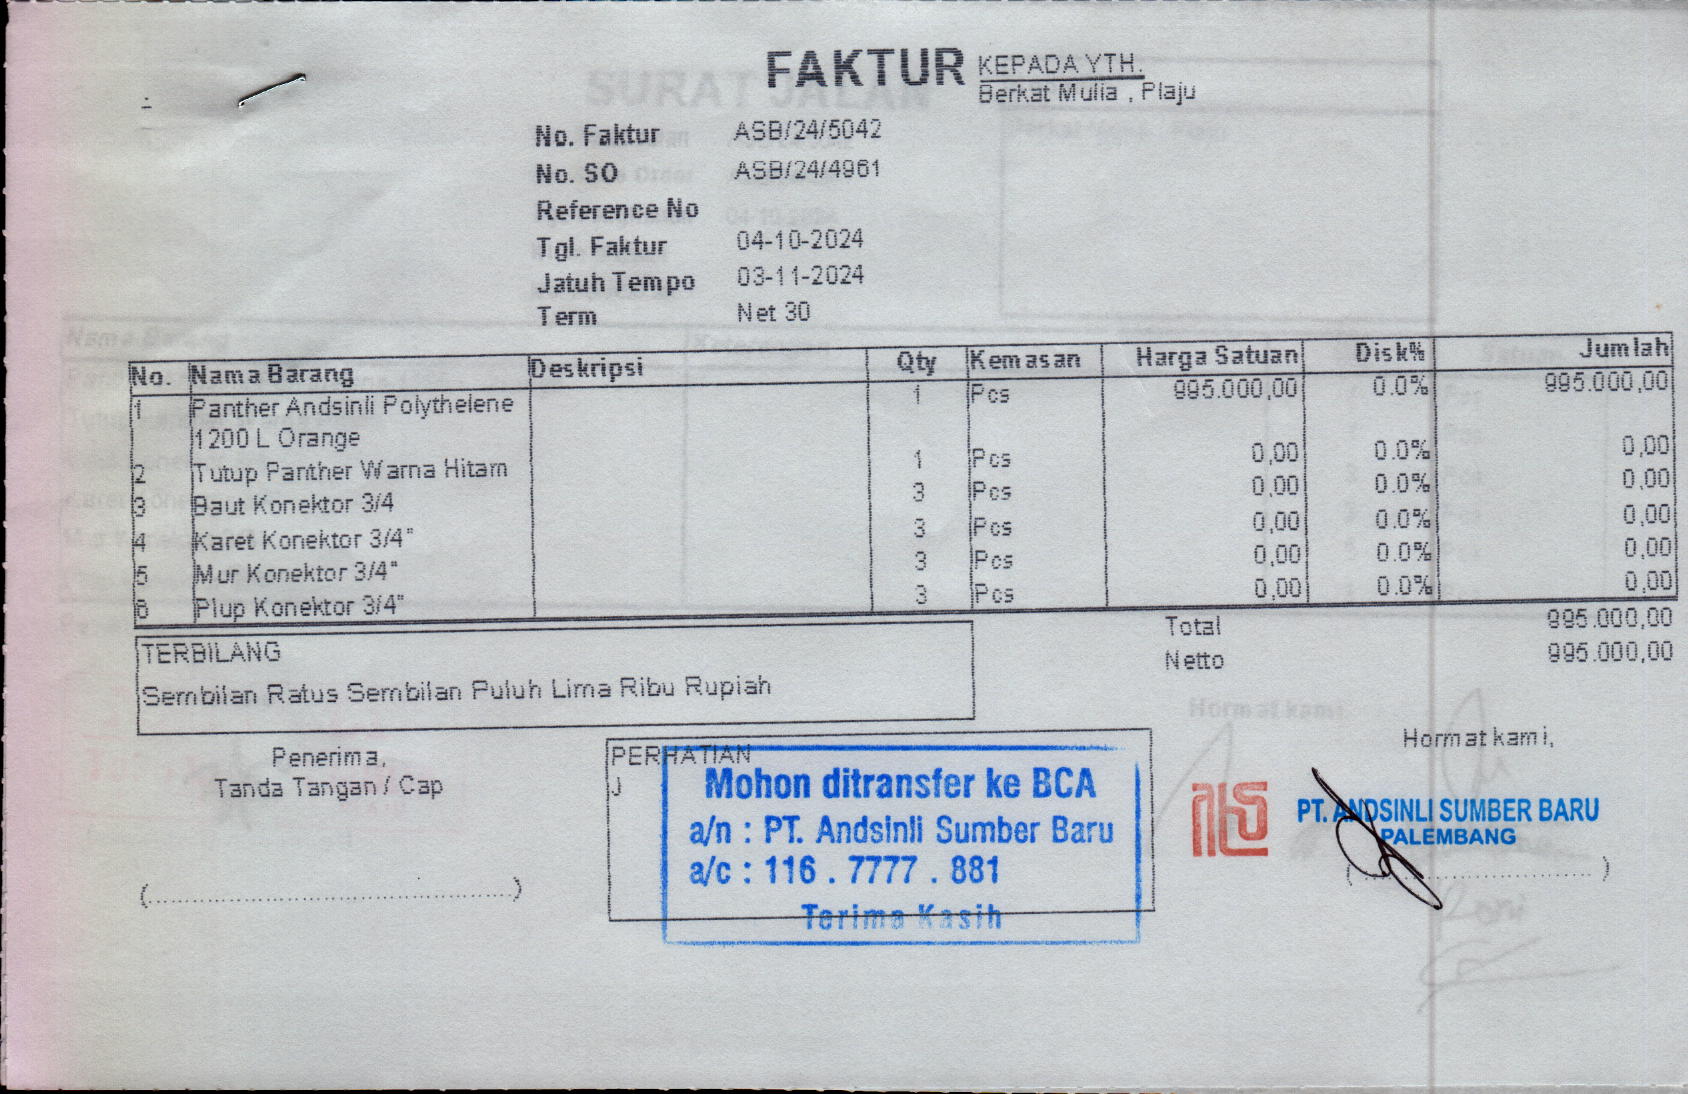 FAKTUR
KEPADA YTH.
Berkat Mulia , Plaju
No. Faktur ASB/24/5042
No. SO ASB/24/4961
Reference No
Tgl. Faktur 04-10-2024
Jatuh Tempo 03-11-2024
Term Net 30
No. Nama Barang Deskripsi Qty Kemasan Harga Satuan Disk% Jumlah
1 Panther Andsinli Polythelene 1 Pcs 995.000,00 0.0% 995.000,00
1200 L Orange
2 Tutup Panther Warna Hitam 1 Pcs 0,00 0.0% 0,00
3 Baut Konektor 3/4 3 Pcs 0,00 0.0% 0,00
4 Karet Konektor 3/4" 3 Pcs 0,00 0.0% 0,00
5 Mur Konektor 3/4" 3 Pcs 0,00 0.0% 0,00
6 Plup Konektor 3/4" 3 Pcs 0,00 0.0% 0,00
Total 995.000,00
Netto 995.000,00
TERBILANG
Sembilan Ratus Sembilan Puluh Lima Ribu Rupiah
Penerima,
Tanda Tangan / Cap
(..........)
PERHATIAN
J
Mohon ditransfer ke BCA
a/n : PT. Andsinli Sumber Baru
a/c : 116 . 7777 . 881
Terima Kasih
Hormat kami,
PT. ANDSINLI SUMBER BARU
PALEMBANG
(..........)